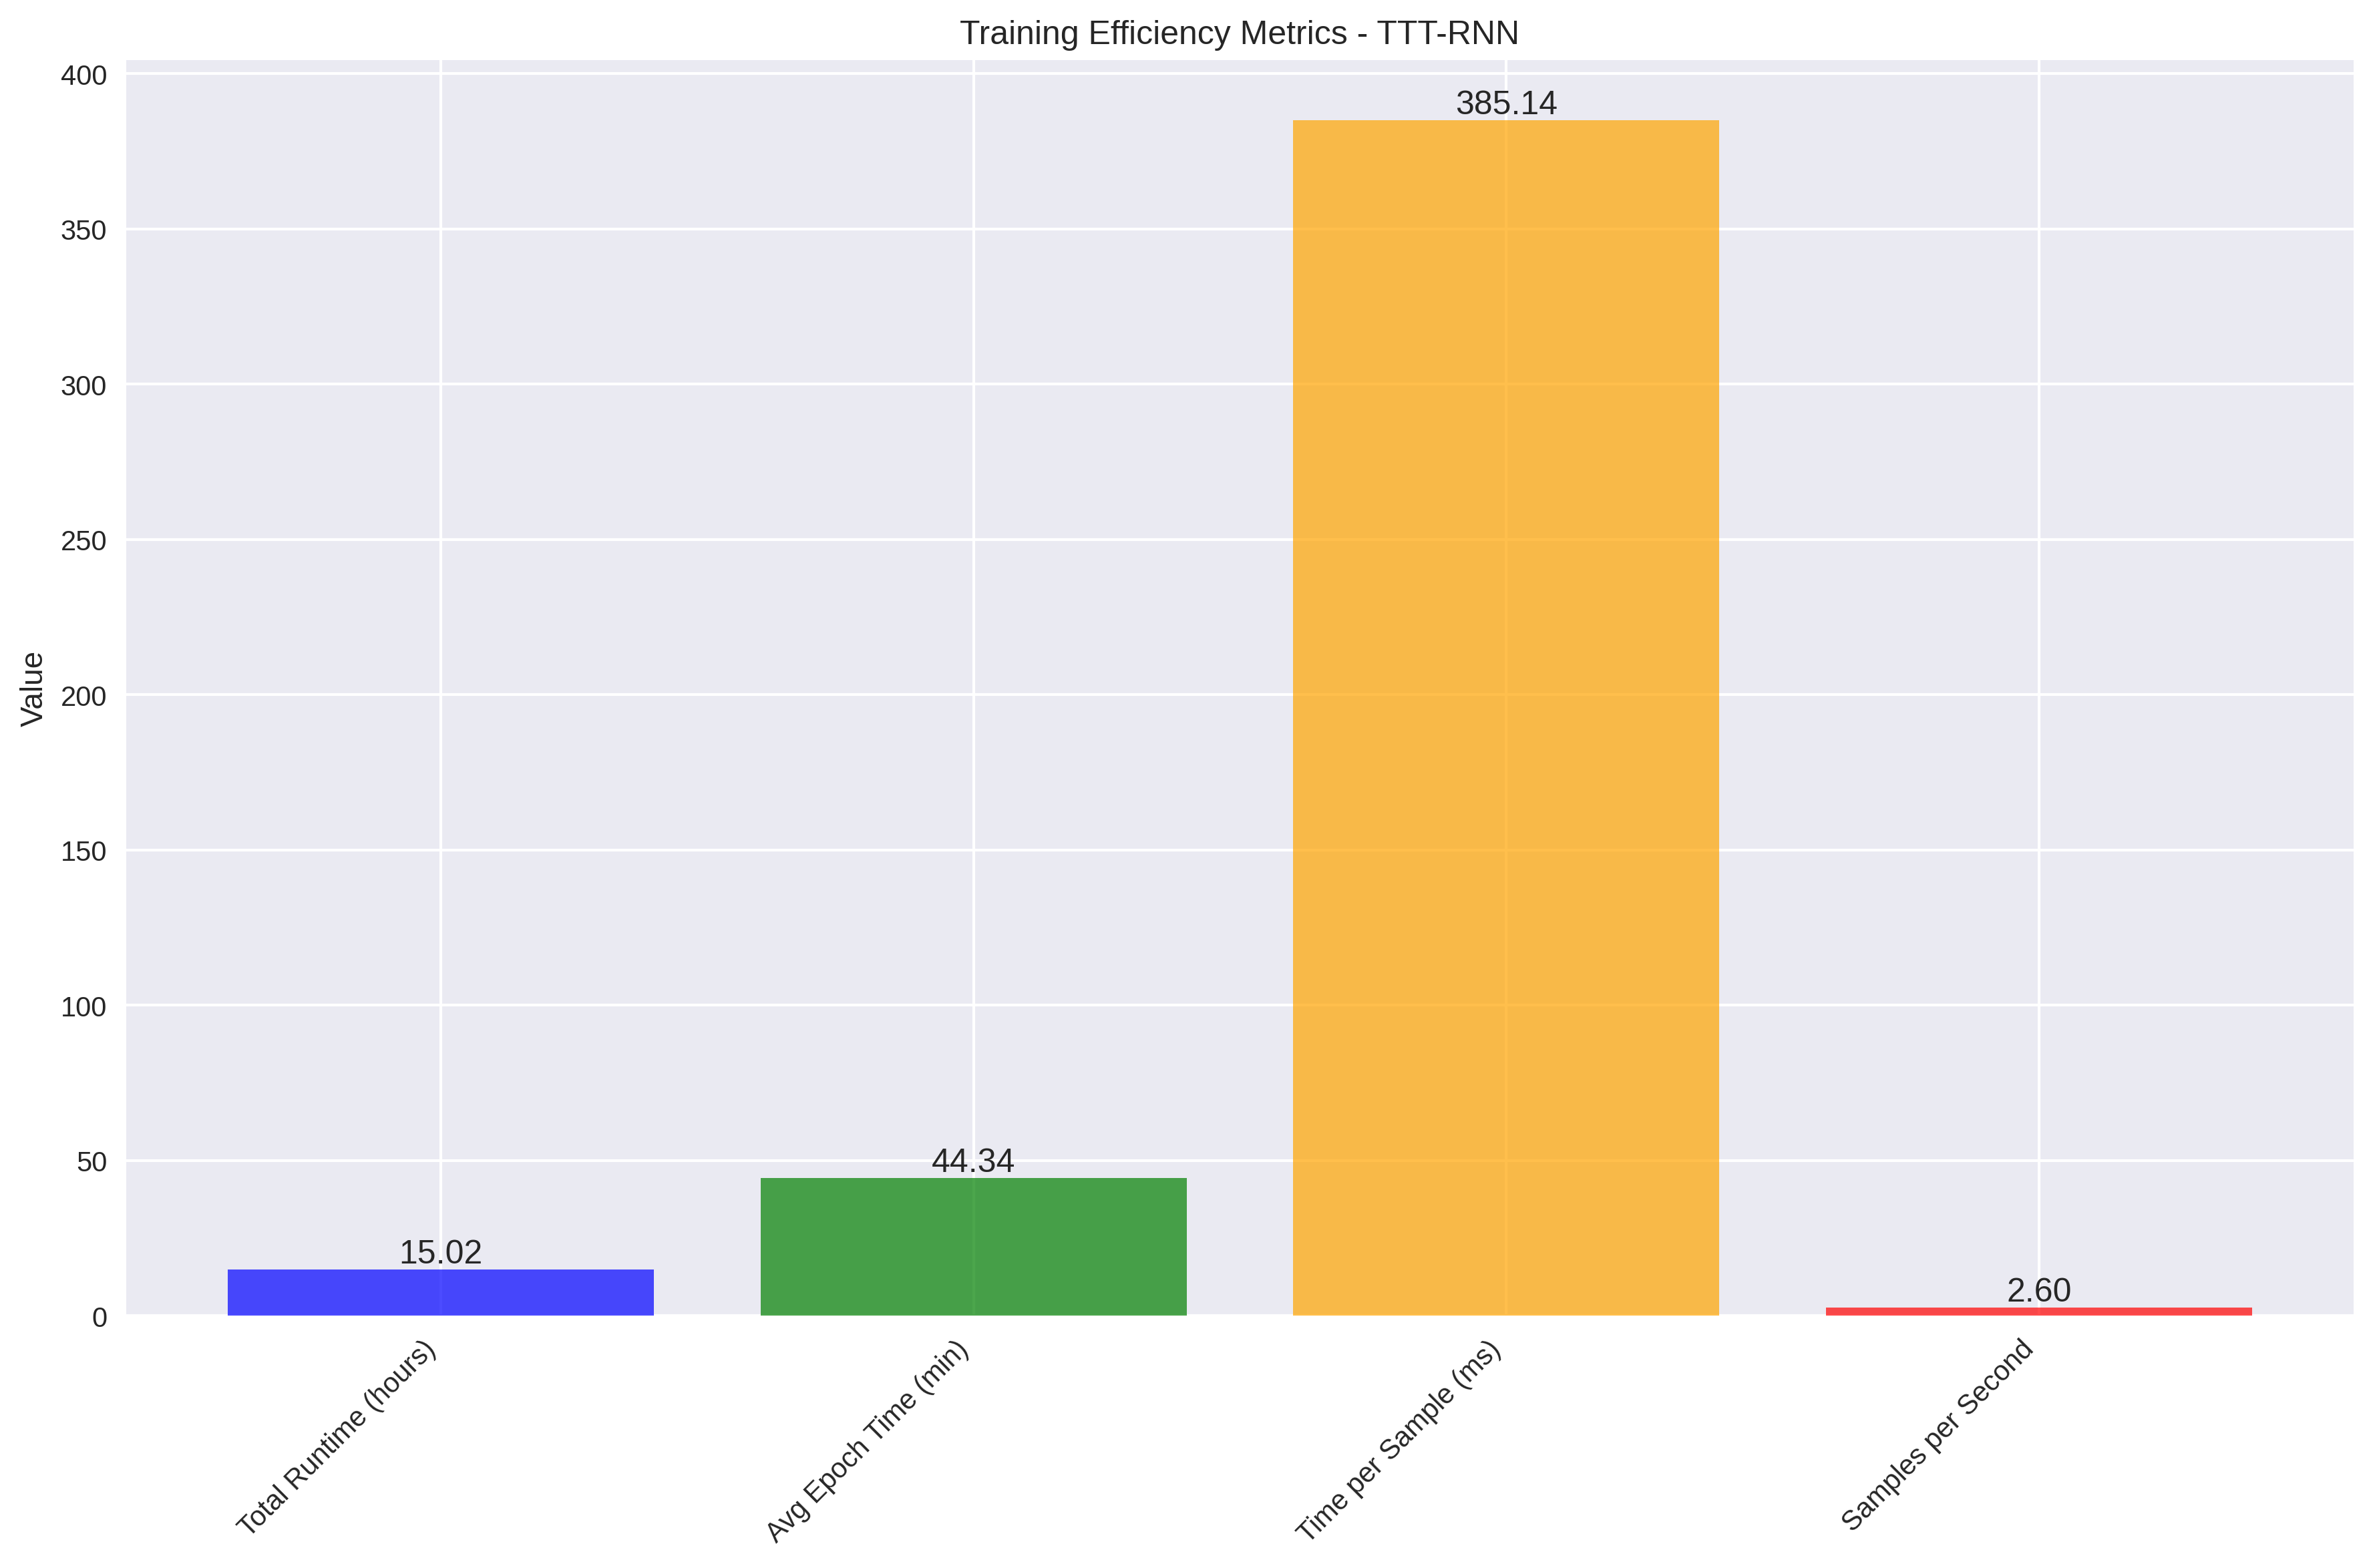 Training Efficiency Metrics - TTT-RNN
400
350
300
250
200
150
100
50
0
Value
385.14
44.34
15.02
2.60
Total Runtime (hours)
Avg Epoch Time (min)
Time per Sample (ms)
Samples per Second